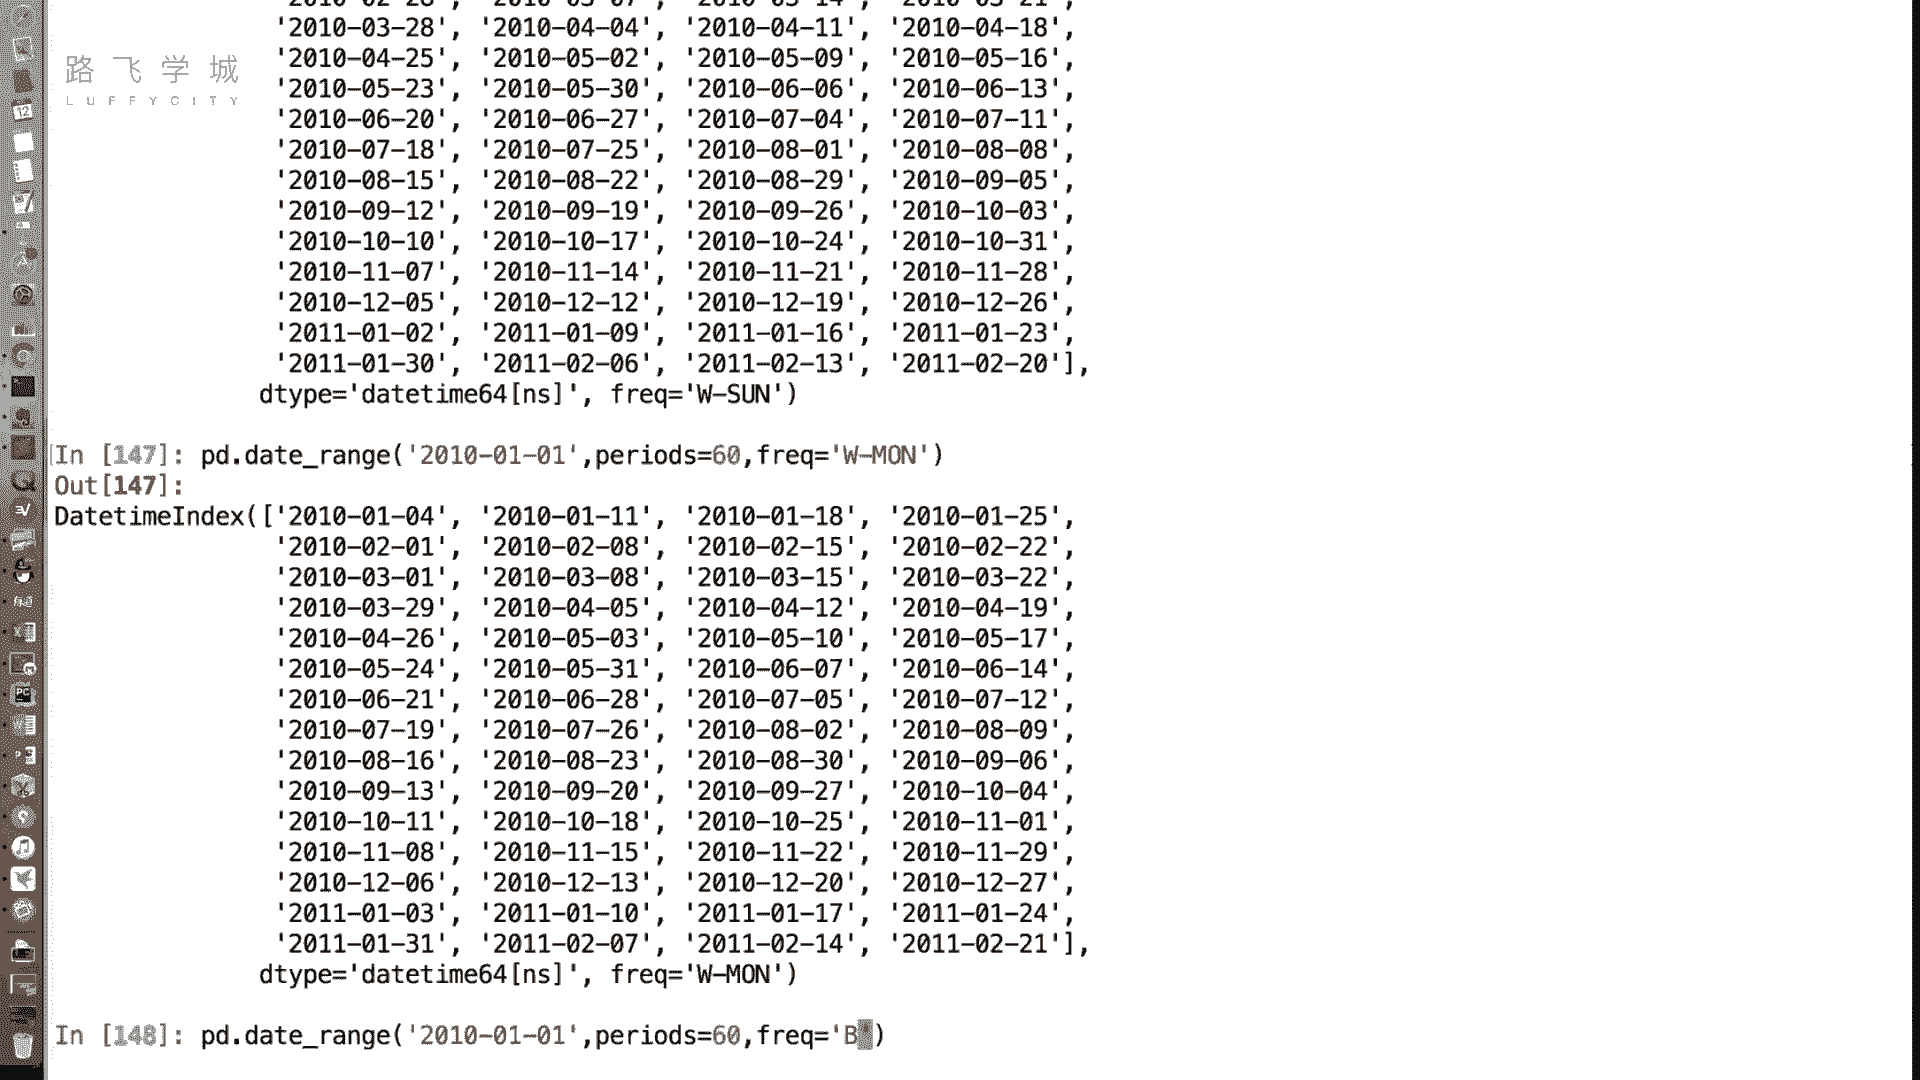 '2010-03-28', '2010-04-04', '2010-04-11', '2010-04-18',
路飞学城
LUFFYCITY
'2010-04-25', '2010-05-02', '2010-05-09', '2010-05-16',
'2010-05-23', '2010-05-30', '2010-06-06', '2010-06-13',
'2010-06-20', '2010-06-27', '2010-07-04', '2010-07-11',
'2010-07-18', '2010-07-25', '2010-08-01', '2010-08-08',
'2010-08-15', '2010-08-22', '2010-08-29', '2010-09-05',
'2010-09-12', '2010-09-19', '2010-09-26', '2010-10-03',
'2010-10-10', '2010-10-17', '2010-10-24', '2010-10-31',
'2010-11-07', '2010-11-14', '2010-11-21', '2010-11-28',
'2010-12-05', '2010-12-12', '2010-12-19', '2010-12-26',
'2011-01-02', '2011-01-09', '2011-01-16', '2011-01-23',
'2011-01-30', '2011-02-06', '2011-02-13', '2011-02-20'],
dtype='datetime64[ns]', freq='W-SUN')
In [147]: pd.date_range('2010-01-01',periods=60,freq='W-MON')
Out[147]:
DatetimeIndex(['2010-01-04', '2010-01-11', '2010-01-18', '2010-01-25',
'2010-02-01', '2010-02-08', '2010-02-15', '2010-02-22',
'2010-03-01', '2010-03-08', '2010-03-15', '2010-03-22',
'2010-03-29', '2010-04-05', '2010-04-12', '2010-04-19',
'2010-04-26', '2010-05-03', '2010-05-10', '2010-05-17',
'2010-05-24', '2010-05-31', '2010-06-07', '2010-06-14',
'2010-06-21', '2010-06-28', '2010-07-05', '2010-07-12',
'2010-07-19', '2010-07-26', '2010-08-02', '2010-08-09',
'2010-08-16', '2010-08-23', '2010-08-30', '2010-09-06',
'2010-09-13', '2010-09-20', '2010-09-27', '2010-10-04',
'2010-10-11', '2010-10-18', '2010-10-25', '2010-11-01',
'2010-11-08', '2010-11-15', '2010-11-22', '2010-11-29',
'2010-12-06', '2010-12-13', '2010-12-20', '2010-12-27',
'2011-01-03', '2011-01-10', '2011-01-17', '2011-01-24',
'2011-01-31', '2011-02-07', '2011-02-14', '2011-02-21'],
dtype='datetime64[ns]', freq='W-MON')
In [148]: pd.date_range('2010-01-01',periods=60,freq='B')